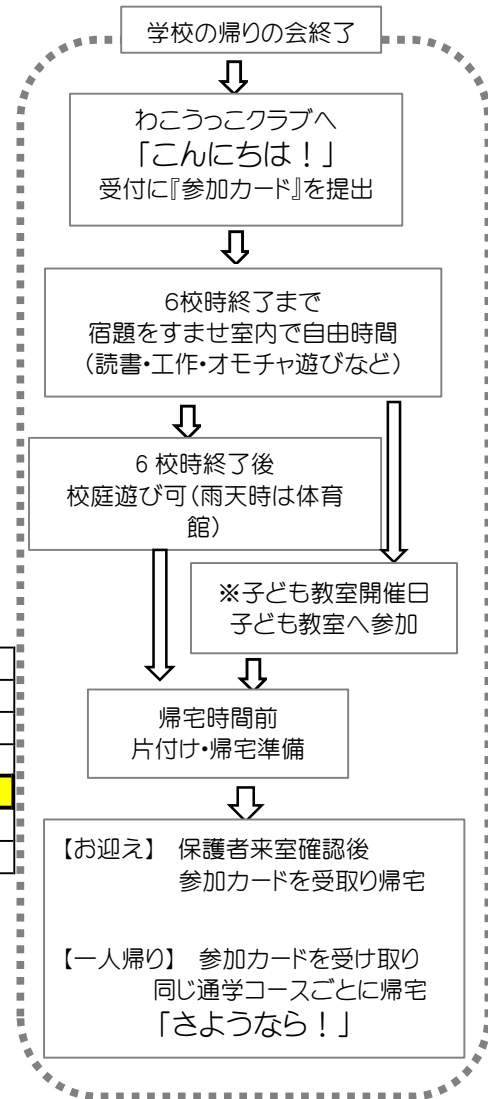 学校の帰りの会終了
わこうっこクラブへ
「こんにちは！」
受付に『参加カード』を提出
6校時終了まで
宿題をすませ室内で自由時間
（読書・工作・オモチャ遊びなど）
6校時終了後
校庭遊び可（雨天時は体育
館）
※子ども教室開催日
子ども教室へ参加
帰宅時間前
片付け・帰宅準備
【お迎え】 保護者来室確認後
参加カードを受取り帰宅
【一人帰り】 参加カードを受け取り
同じ通学コースごとに帰宅
「さようなら！」